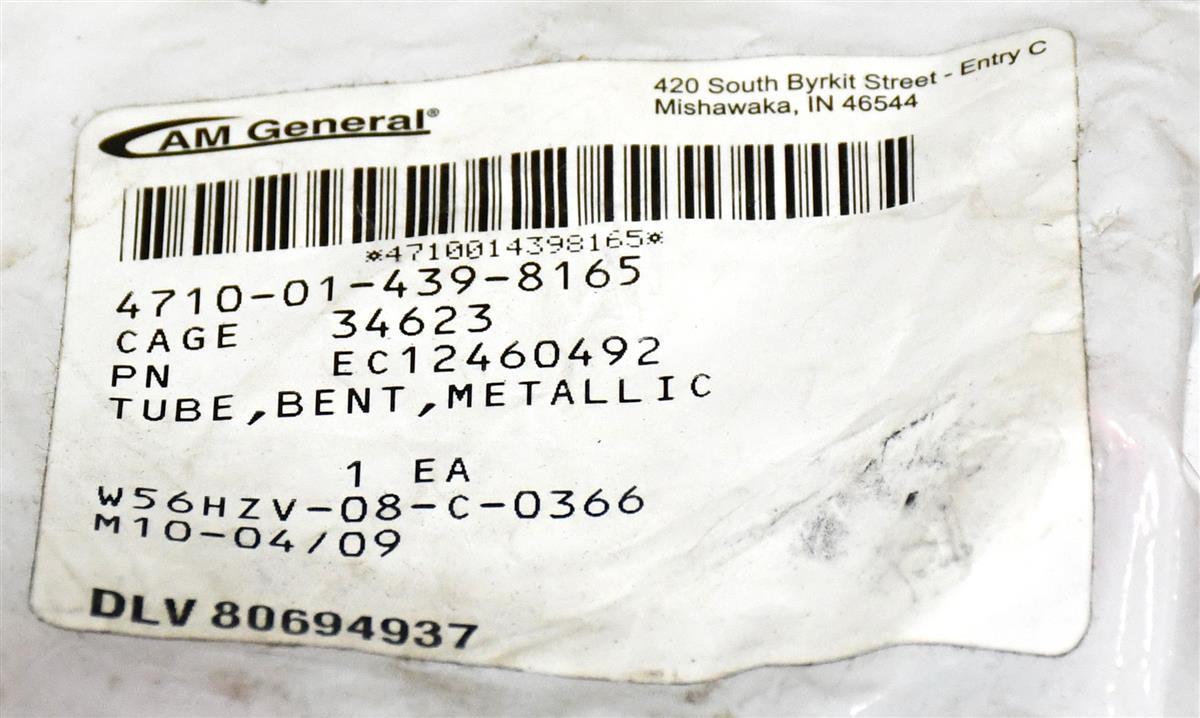 AM General®
420 South Byrkit Street - Entry C
Mishawaka, IN 46544
*4710014398165*
4710-01-439-8165
CAGE 34623
PN EC12460492
TUBE,BENT,METALLIC
1 EA
W56HZV-08-C-0366
M10-04/09
DLV 80694937